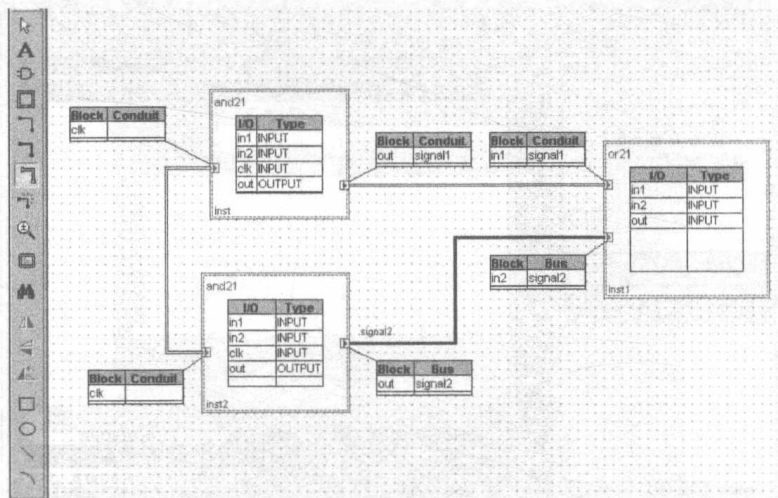 and21
Block Conduit
clk
I/O Type
in1 INPUT
in2 INPUT
clk INPUT
out OUTPUT
inst
Block Conduit
out signal1
Block Conduit
in1 signal1
or21
I/O Type
in1 INPUT
in2 INPUT
out INPUT
inst1
Block Bus
in2 signal2
and21
I/O Type
in1 INPUT
in2 INPUT
clk INPUT
out OUTPUT
inst2
signal2
Block Conduit
clk
Block Bus
out signal2
A